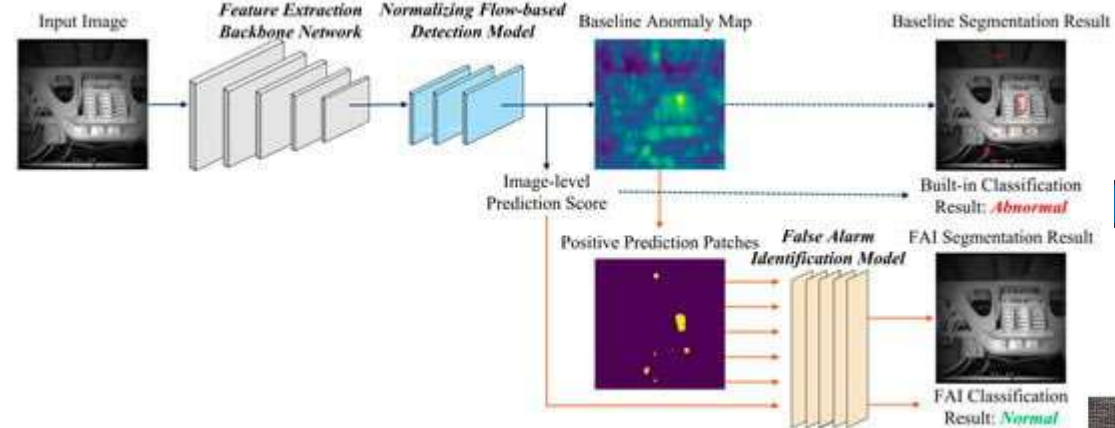 Input Image
Feature Extraction
Backbone Network
Normalizing Flow-based
Detection Model
Baseline Anomaly Map
Baseline Segmentation Result
Image-level
Prediction Score
Built-in Classification
Result: Abnormal
Positive Prediction Patches
False Alarm
Identification Model
FAI Segmentation Result
FAI Classification
Result: Normal